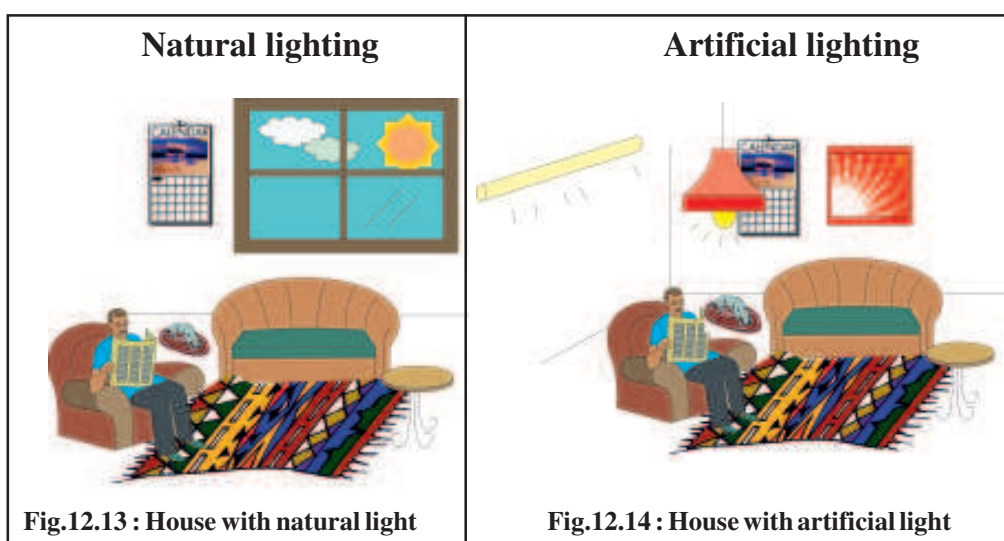 Natural lighting
Artificial lighting
CALENDAR
CALENDAR
Fig.12.13 : House with natural light
Fig.12.14 : House with artificial light